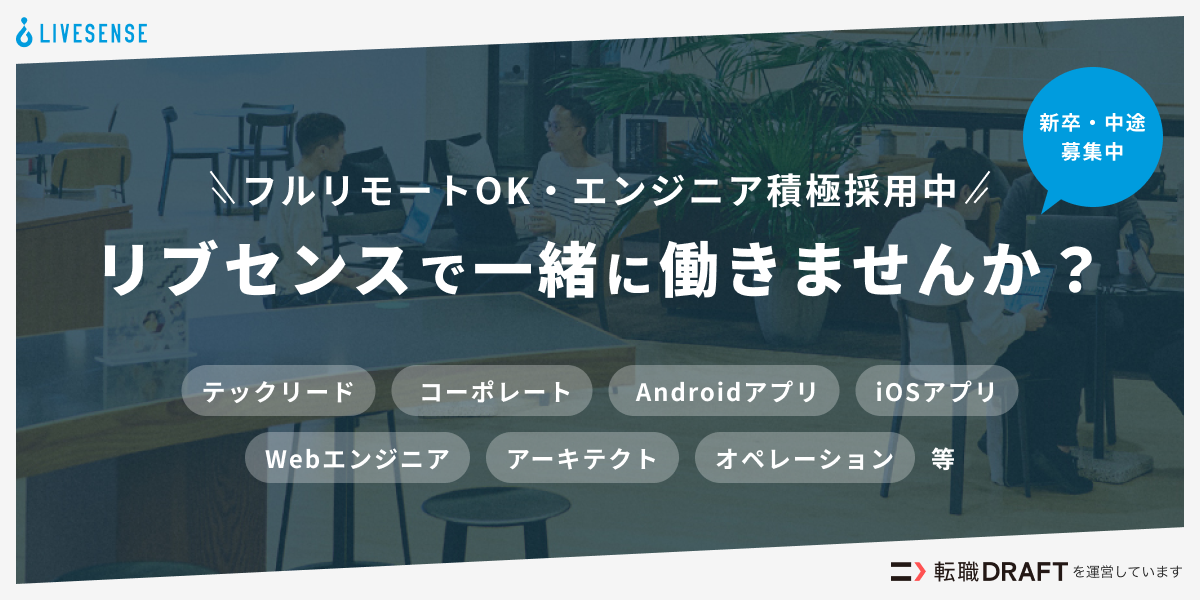 LIVESENSE
新卒・中途
募集中
フルリモートOK・エンジニア積極採用中
リブセンスで一緒に働きませんか？
テックリード
コーポレート
Androidアプリ
iOSアプリ
Webエンジニア
アーキテクト
オペレーション
等
転職DRAFTを運営しています